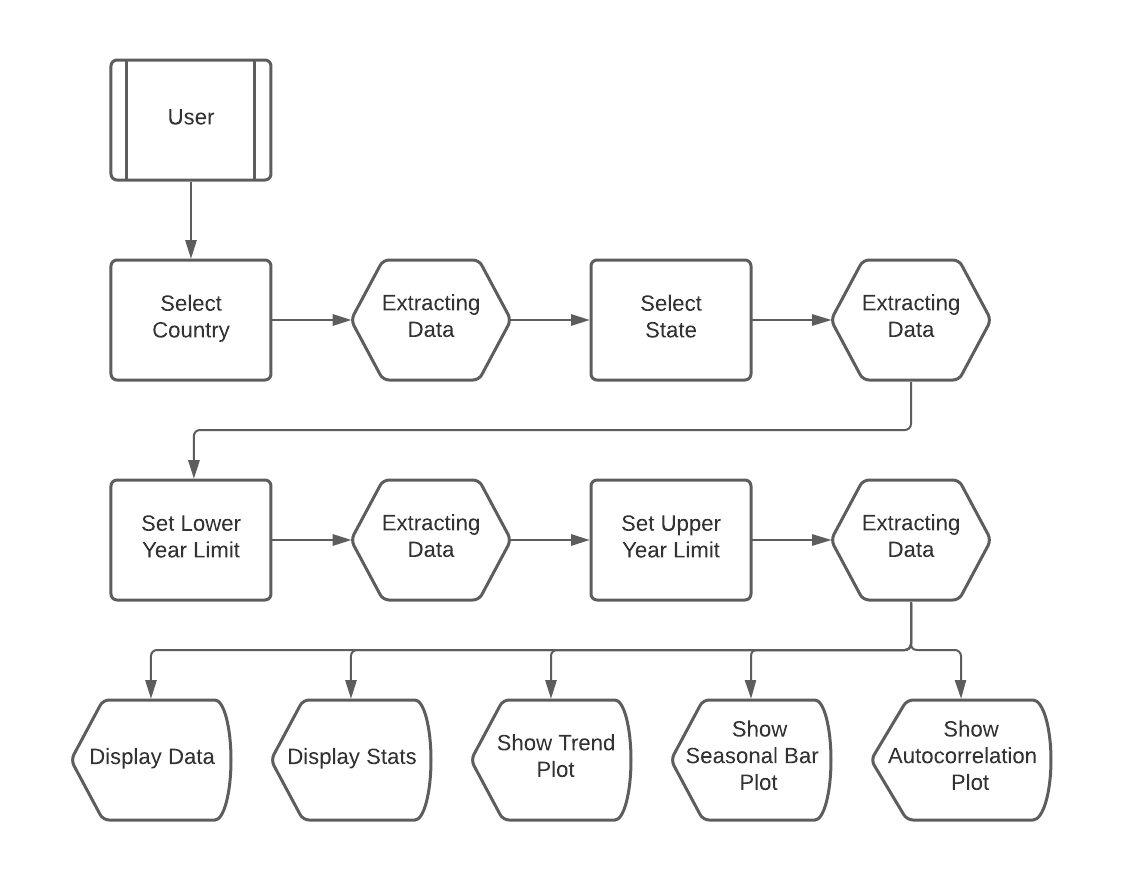 User
Select
Country
Extracting
Data
Select
State
Extracting
Data
Set Lower
Year Limit
Extracting
Data
Set Upper
Year Limit
Extracting
Data
Display Data
Display Stats
Show Trend
Plot
Show
Seasonal Bar
Plot
Show
Autocorrelation
Plot